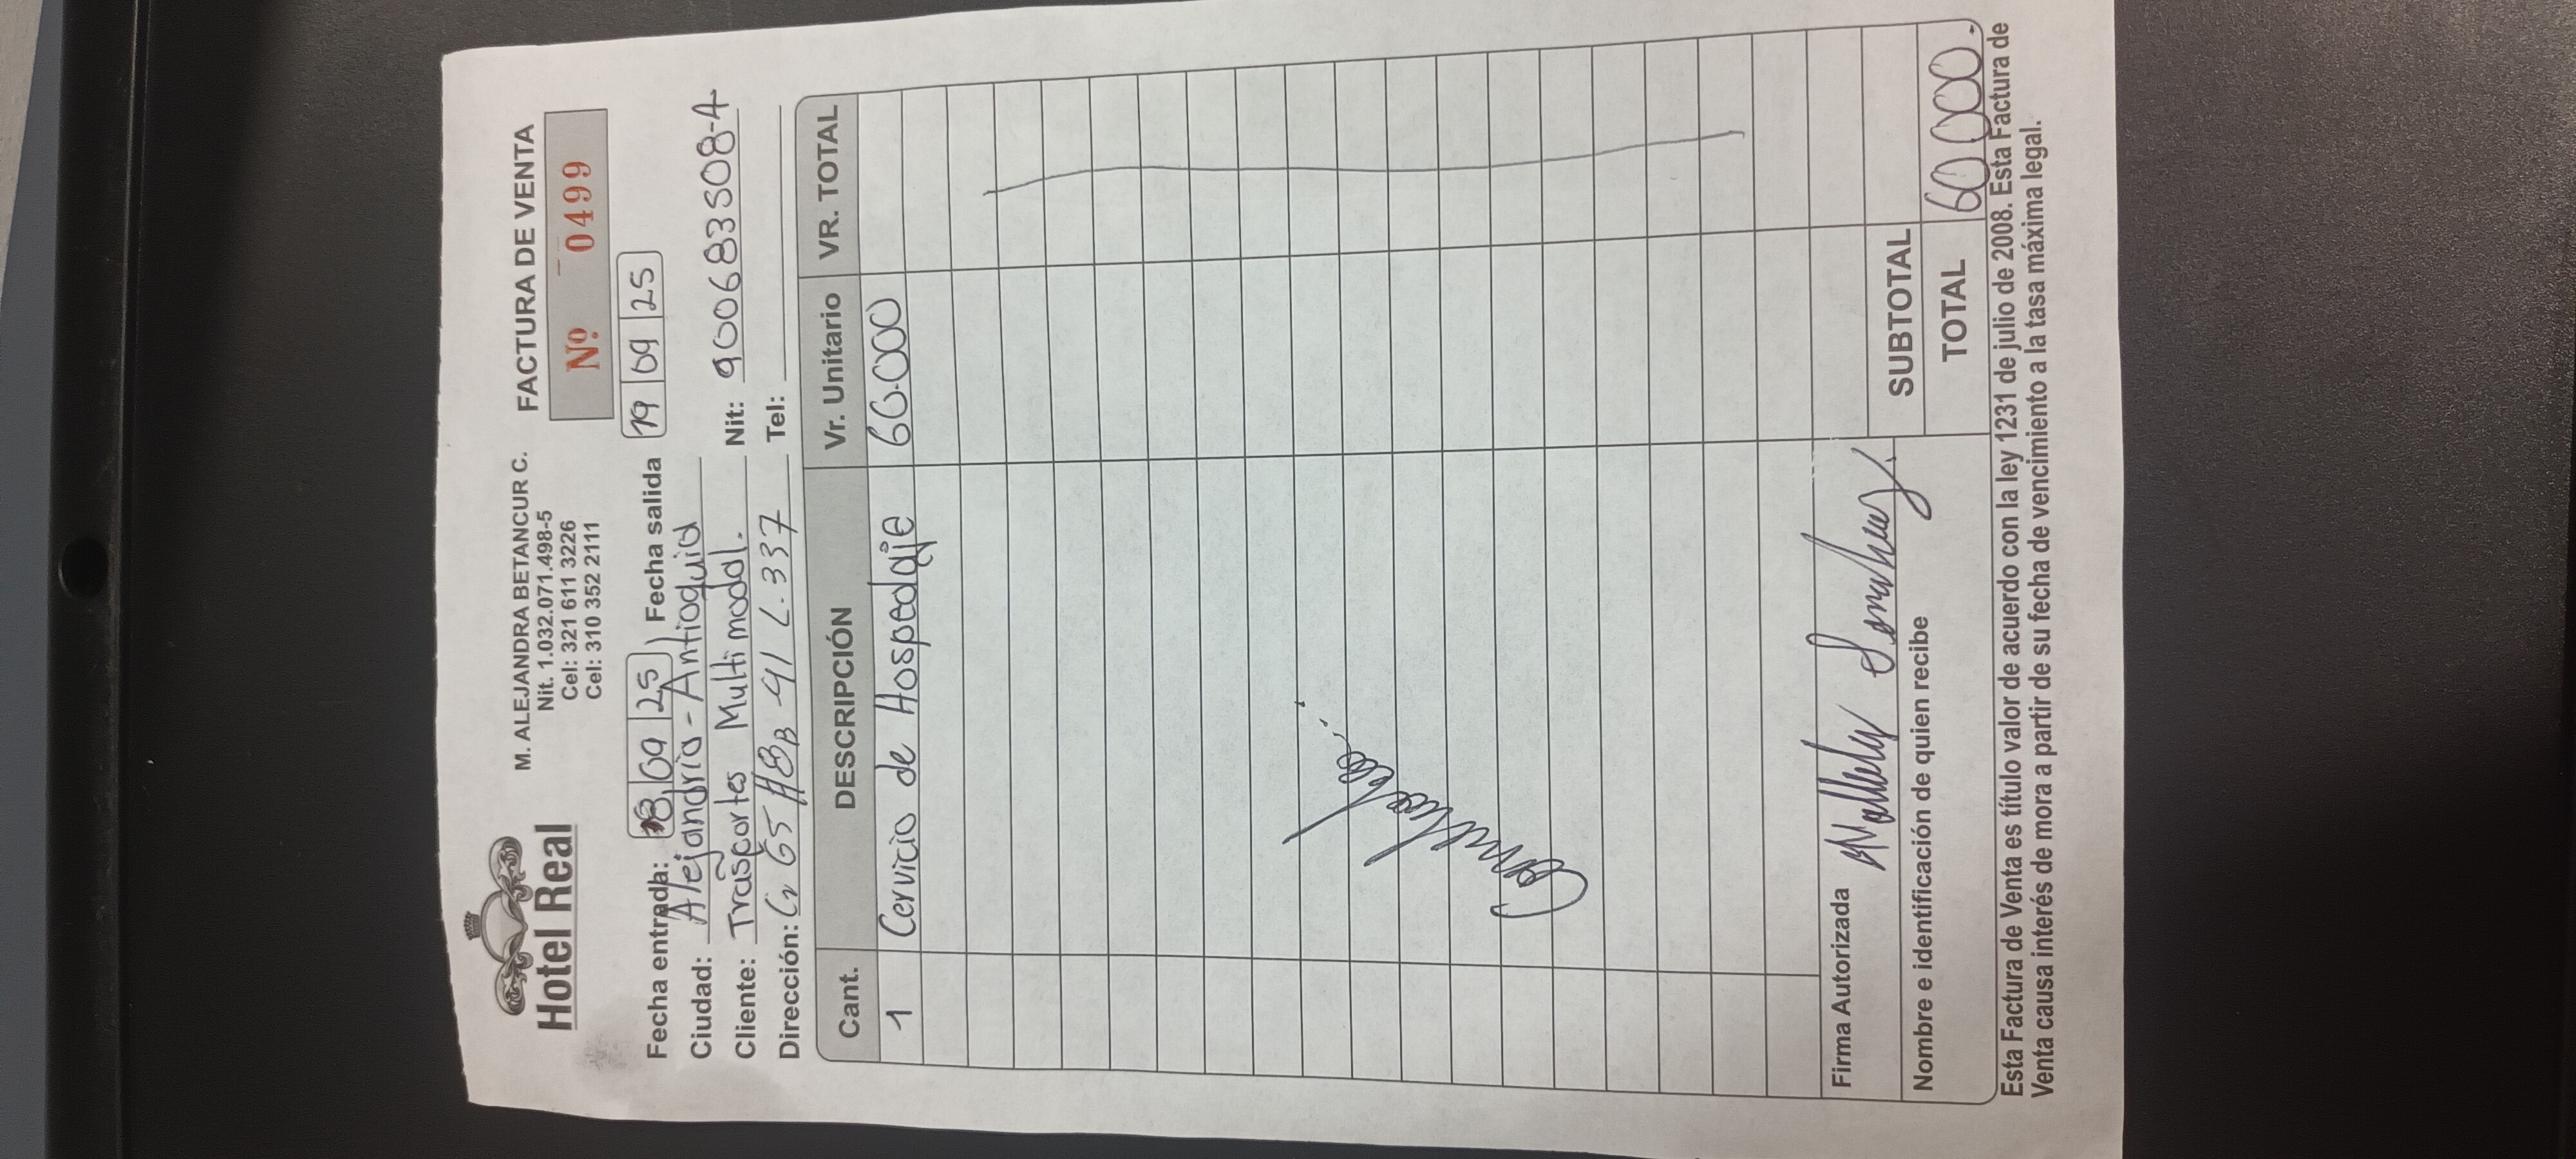 Hotel Real
M. ALEJANDRA BETANCUR C.
Nit. 1.032.071.498-5
Cel: 321 611 3226
Cel: 310 352 2111
FACTURA DE VENTA
Nº 0499
Fecha entrada: 18 09 25 Fecha salida 19 09 25
Ciudad: Alejandria - Antioquia
Cliente: Trasportes Multimodal. Nit: 900683508-4
Dirección: Cr 65 #8B -91 L.337 Tel:
Cant. DESCRIPCIÓN Vr. Unitario VR. TOTAL
1 Cervicio de Hospedaje 60.000
Firma Autorizada
SUBTOTAL
Nombre e identificación de quien recibe
TOTAL 60000.
Esta Factura de Venta es título valor de acuerdo con la ley 1231 de julio de 2008. Esta Factura de
Venta causa interés de mora a partir de su fecha de vencimiento a la tasa máxima legal.